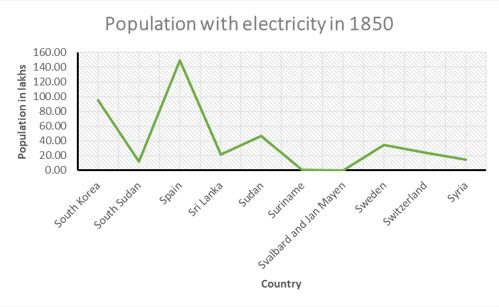 Population with electricity in 1850
Population in lakhs
160.00
140.00
120.00
100.00
80.00
60.00
40.00
20.00
0.00
South Korea
South Sudan
Spain
Sri Lanka
Sudan
Suriname
Svalbard and Jan Mayen
Sweden
Switzerland
Syria
Country